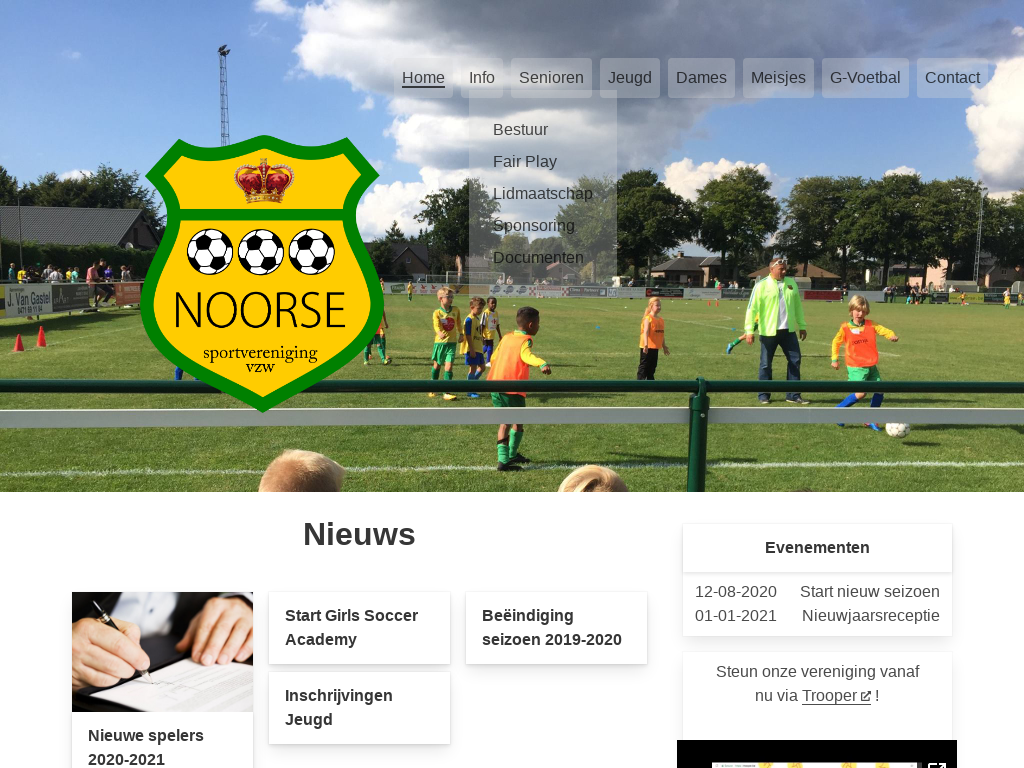 Home Info Senioren Jeugd Dames Meisjes G-Voetbal Contact
Bestuur
Fair Play
Lidmaatschap
Sponsoring
Documenten
NOORSE
sportvereniging
vzw
J. Van Gastel
Nieuws
Nieuwe spelers
2020-2021
Start Girls Soccer
Academy
Inschrijvingen
Jeugd
Beëindiging
seizoen 2019-2020
Evenementen
12-08-2020 Start nieuw seizoen
01-01-2021 Nieuwjaarsreceptie
Steun onze vereniging vanaf
nu via Trooper !